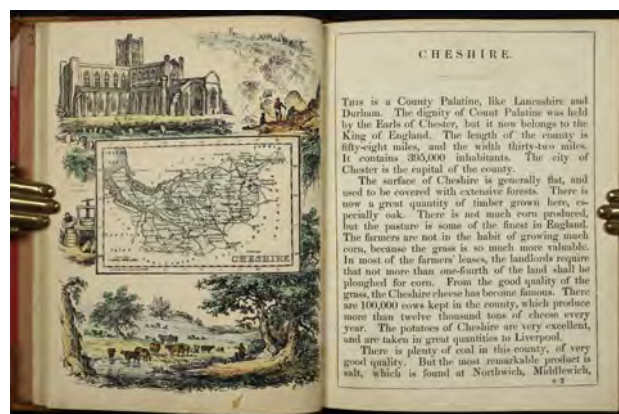 CHESHIRE
CHESHIRE.
This is a County Palatine, like Lancashire and
Durham. The dignity of Count Palatine was held
by the Earls of Chester, but it now belongs to the
King of England. The length of the county is
fifty-eight miles, and the width thirty-two miles.
It contains 395,000 inhabitants. The city of
Chester is the capital of the county.
The surface of Cheshire is generally flat, and
used to be covered with extensive forests. There is
now a great quantity of timber grown here, es-
pecially oak. There is not much corn produced,
but the pasture is some of the finest in England.
The farmers are not in the habit of growing much
corn, because the grass is so much more valuable.
In most of the farmers' leases, the landlords require
that not more than one-fourth of the land shall be
ploughed for corn. From the good quality of the
grass, the Cheshire cheese has become famous. There
are 100,000 cows kept in the county, which produce
more than twelve thousand tons of cheese every
year. The potatoes of Cheshire are very excellent,
and are taken in great quantities to Liverpool.
There is plenty of coal in this county, of very
good quality. But the most remarkable product is
salt, which is found at Northwich, Middlewich,